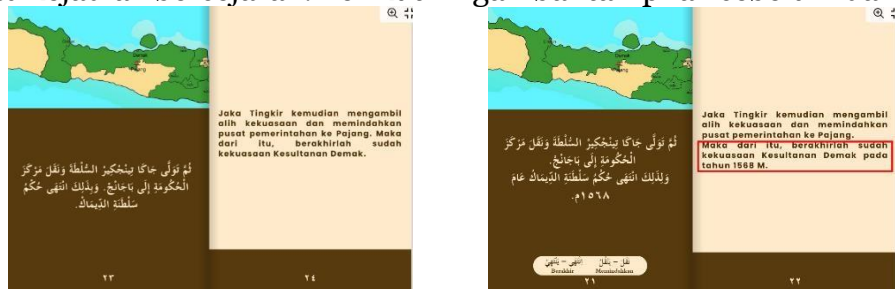 Jaka Tingkir kemudian mengambil
alih kekuasaan dan memindahkan
pusat pemerintahan ke Pajang. Maka
dari itu, berakhirlah sudah
kekuasaan Kesultanan Demak.
ثُمَّ تَوَلَّى جَاكَا تِينْجْكِيرْ السُّلْطَةَ وَنَقَلَ مَرْكَزَ
الْحُكُومَةِ إِلَى بَاجَانْجْ. وَبِذَلِكَ انْتَهَى حُكْمُ
سَلْطَنَةِ الدِّيمَاكْ.
٢٣
٢٤
Jaka Tingkir kemudian mengambil
alih kekuasaan dan memindahkan
pusat pemerintahan ke Pajang.
Maka dari itu, berakhirlah sudah
kekuasaan Kesultanan Demak pada
tahun 1568 M.
ثُمَّ تَوَلَّى جَاكَا تِينْجْكِيرْ السُّلْطَةَ وَنَقَلَ مَرْكَزَ
الْحُكُومَةِ إِلَى بَاجَانْجْ.
وَلِذَلِكَ انْتَهَى حُكْمُ سَلْطَنَةِ الدِّيمَاكْ عَامَ
١٥٦٨م.
نَقَلَ – يَنْقُلُ
انْتَهَى – يَنْتَهِيْ
Berakhir
Memindahkan
٢١
٢٢